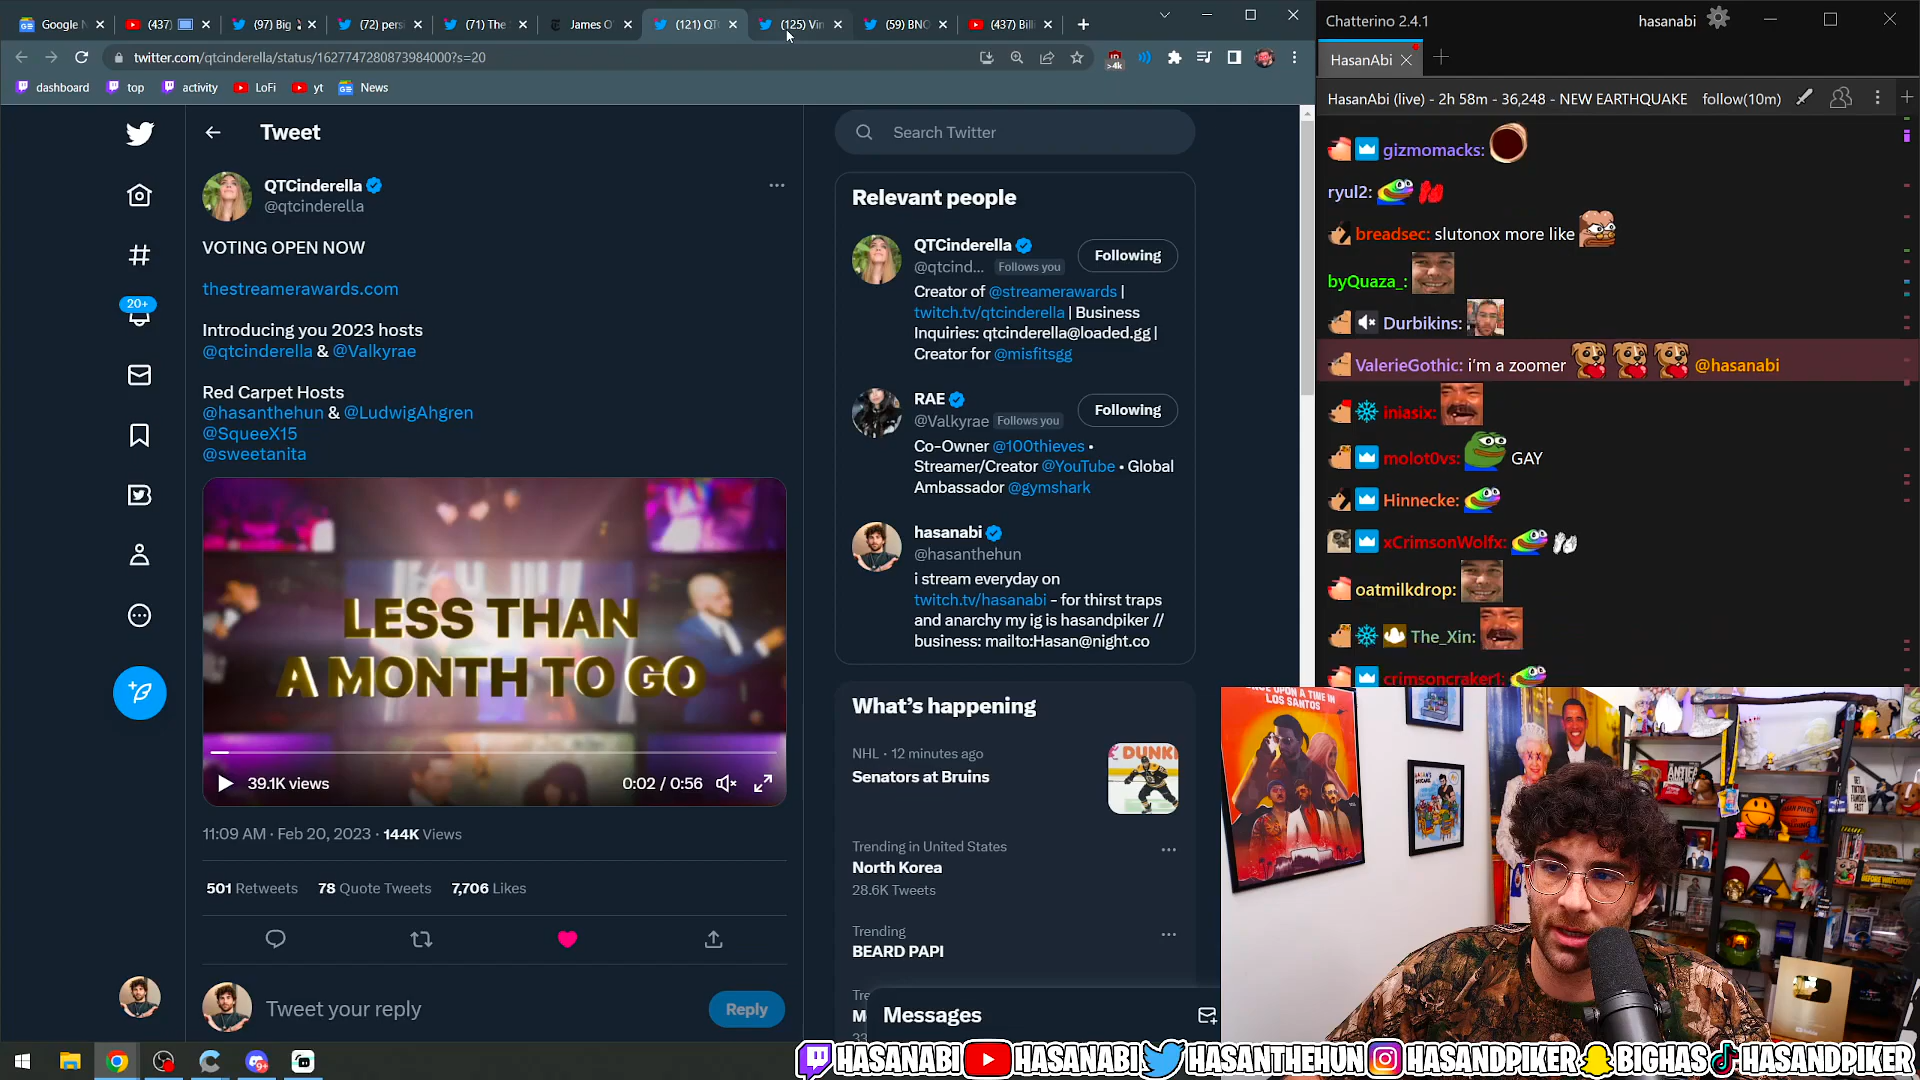 Google N
(437)
(97) Big
(72) pers
(71) The
James O
(121) QT
(125) Vin
(59) BNO
(437) Bill
twitter.com/qtcinderella/status/1627747280873984000?s=20
>4k
dashboard
top
activity
LoFi
yt
News
Tweet
QTCinderella
@qtcinderella
VOTING OPEN NOW
thestreamerawards.com
Introducing you 2023 hosts
@qtcinderella & @Valkyrae
Red Carpet Hosts
@hasanthehun & @LudwigAhgren
@SqueeX15
@sweetanita
20+
LESS THAN
A MONTH TO GO
39.1K views
0:02 / 0:56
11:09 AM · Feb 20, 2023 · 144K Views
501 Retweets 78 Quote Tweets 7,706 Likes
Tweet your reply
Reply
Search Twitter
Relevant people
QTCinderella
Following
@qtcind... Follows you
Creator of @streamerawards |
twitch.tv/qtcinderella | Business
Inquiries: qtcinderella@loaded.gg |
Creator for @misfitsgg
RAE
Following
@Valkyrae Follows you
Co-Owner @100thieves •
Streamer/Creator @YouTube • Global
Ambassador @gymshark
hasanabi
@hasanthehun
i stream everyday on
twitch.tv/hasanabi - for thirst traps
and anarchy my ig is hasandpiker //
business: mailto:Hasan@night.co
What's happening
NHL · 12 minutes ago
Senators at Bruins
DUNK
Trending in United States
North Korea
28.6K Tweets
Trending
BEARD PAPI
Messages
Chatterino 2.4.1
hasanabi
HasanAbi
HasanAbi (live) - 2h 58m - 36,248 - NEW EARTHQUAKE
follow(10m)
gizmomacks:
ryul2:
breadsec: slutonox more like
byQuaza_:
Durbikins:
ValerieGothic: i'm a zoomer @hasanabi
iniasix:
molot0vs: GAY
Hinnecke:
xCrimsonWolfx:
oatmilkdrop:
The_Xin:
crimsoncraker1:
ONCE UPON A TIME IN
LOS SANTOS
HASANABI
HASANABI
HASANTHEHUN
HASANDPIKER
BIGHAS
HASANDPIKER